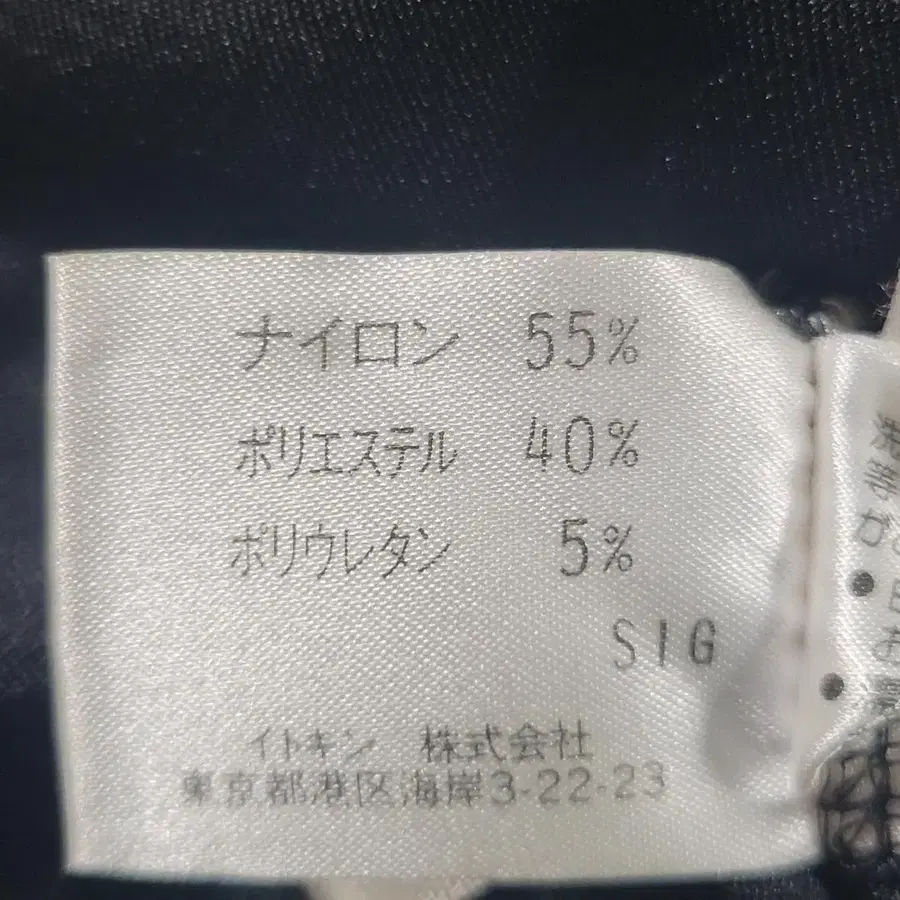 ナイロン 55%
ポリエステル 40%
ポリウレタン 5%
SIG
イトキン 株式会社
東京都港区海岸3-22-23